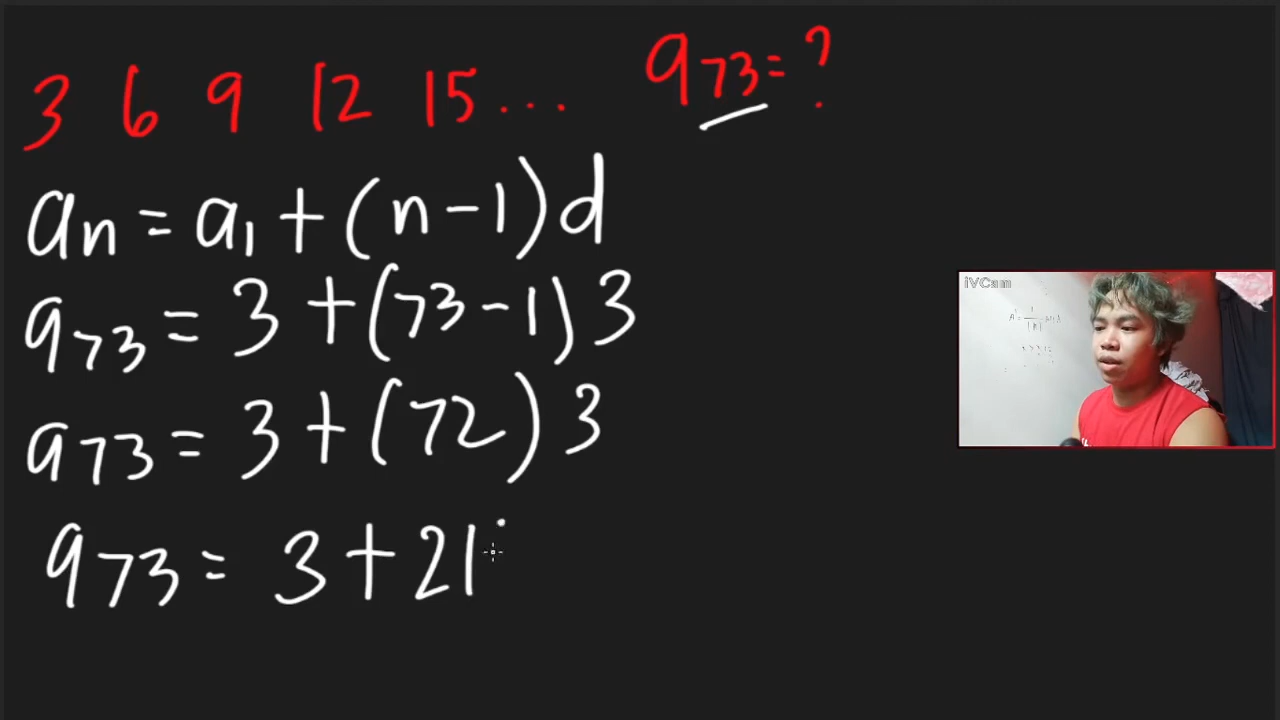 3 6 9 12 15... a73=?
an = a1 + (n-1)d
a73 = 3 + (73-1)3
a73 = 3 + (72)3
a73 = 3 + 21
iVCam